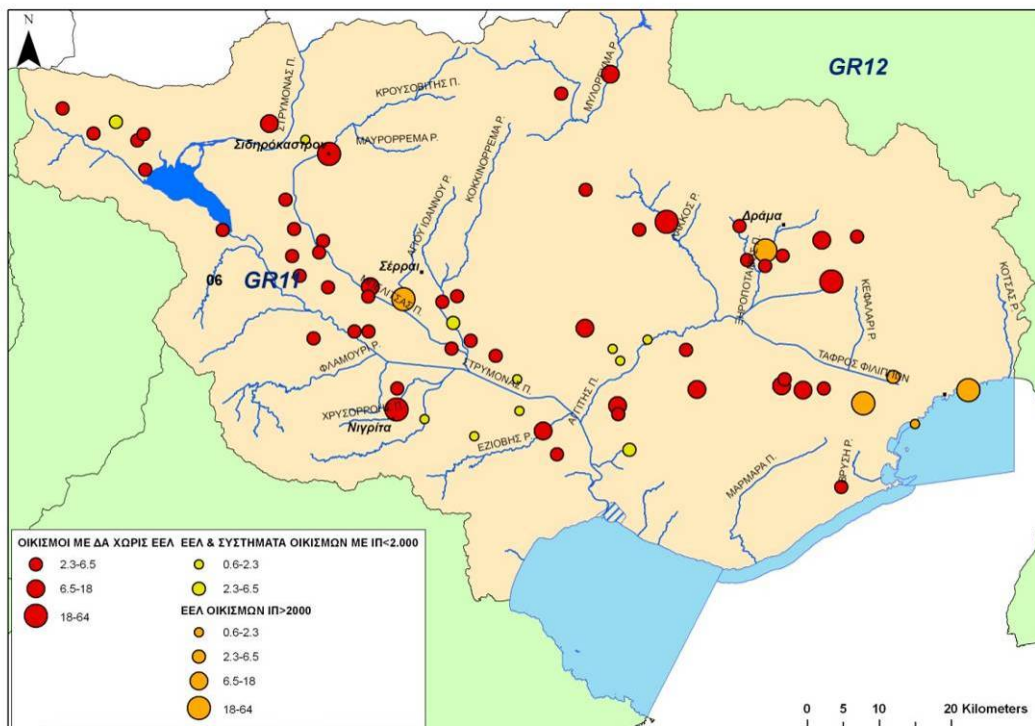 N
GR12
ΣΤΡΥΜΟΝΑΣ Π.
ΚΡΟΥΣΟΒΙΤΗΣ Π.
ΜΥΛΟΡΡΕΜΑ Ρ.
Σιδηρόκαστρον
ΜΑΥΡΟΡΡΕΜΑ Ρ.
ΚΟΚΚΙΝΟΡΡΕΜΑ Ρ.
ΑΓΙΟΥ ΙΩΑΝΝΟΥ Ρ.
Δράμα
Σέρραι
06
GR11
ΚΕΦΑΛΑΡΙ Ρ.
ΚΟΤΣΑΣ Ρ.
ΦΛΑΜΟΥΡΙ Ρ.
ΣΤΡΥΜΟΝΑΣ Π.
ΤΑΦΡΟΣ ΦΙΛΙΠΠΩΝ
ΑΓΓΙΤΗΣ Π.
Νιγρίτα
ΕΖΙΟΒΗΣ Ρ.
ΜΑΡΜΑΡΑ Π.
ΟΙΚΙΣΜΟΙ ΜΕ ΔΑ ΧΩΡΙΣ ΕΕΛ
2.3-6.5
6.5-18
18-64
ΕΕΛ & ΣΥΣΤΗΜΑΤΑ ΟΙΚΙΣΜΩΝ ΜΕ ΙΠ<2.000
0.6-2.3
2.3-6.5
ΕΕΛ ΟΙΚΙΣΜΩΝ ΙΠ>2000
0.6-2.3
2.3-6.5
6.5-18
18-64
0 5 10 20 Kilometers